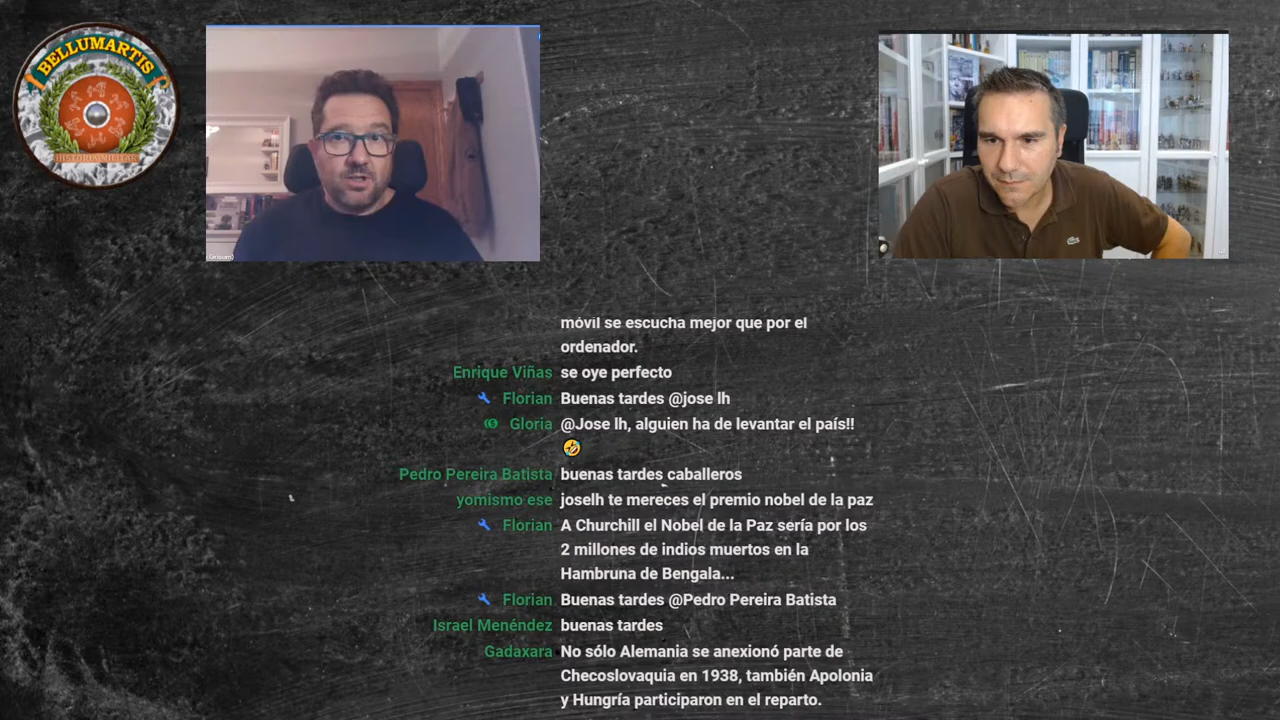 BELLUMARTIS
HISTORIA MILITAR
móvil se escucha mejor que por el
ordenador.
Enrique Viñas se oye perfecto
Florian Buenas tardes @jose lh
Gloria @Jose lh, alguien ha de levantar el país!!
🤣
Pedro Pereira Batista buenas tardes caballeros
yomismo ese joselh te mereces el premio nobel de la paz
Florian A Churchill el Nobel de la Paz sería por los
2 millones de indios muertos en la
Hambruna de Bengala...
Florian Buenas tardes @Pedro Pereira Batista
Israel Menéndez buenas tardes
Gadaxara No sólo Alemania se anexionó parte de
Checoslovaquia en 1938, también Apolonia
y Hungría participaron en el reparto.